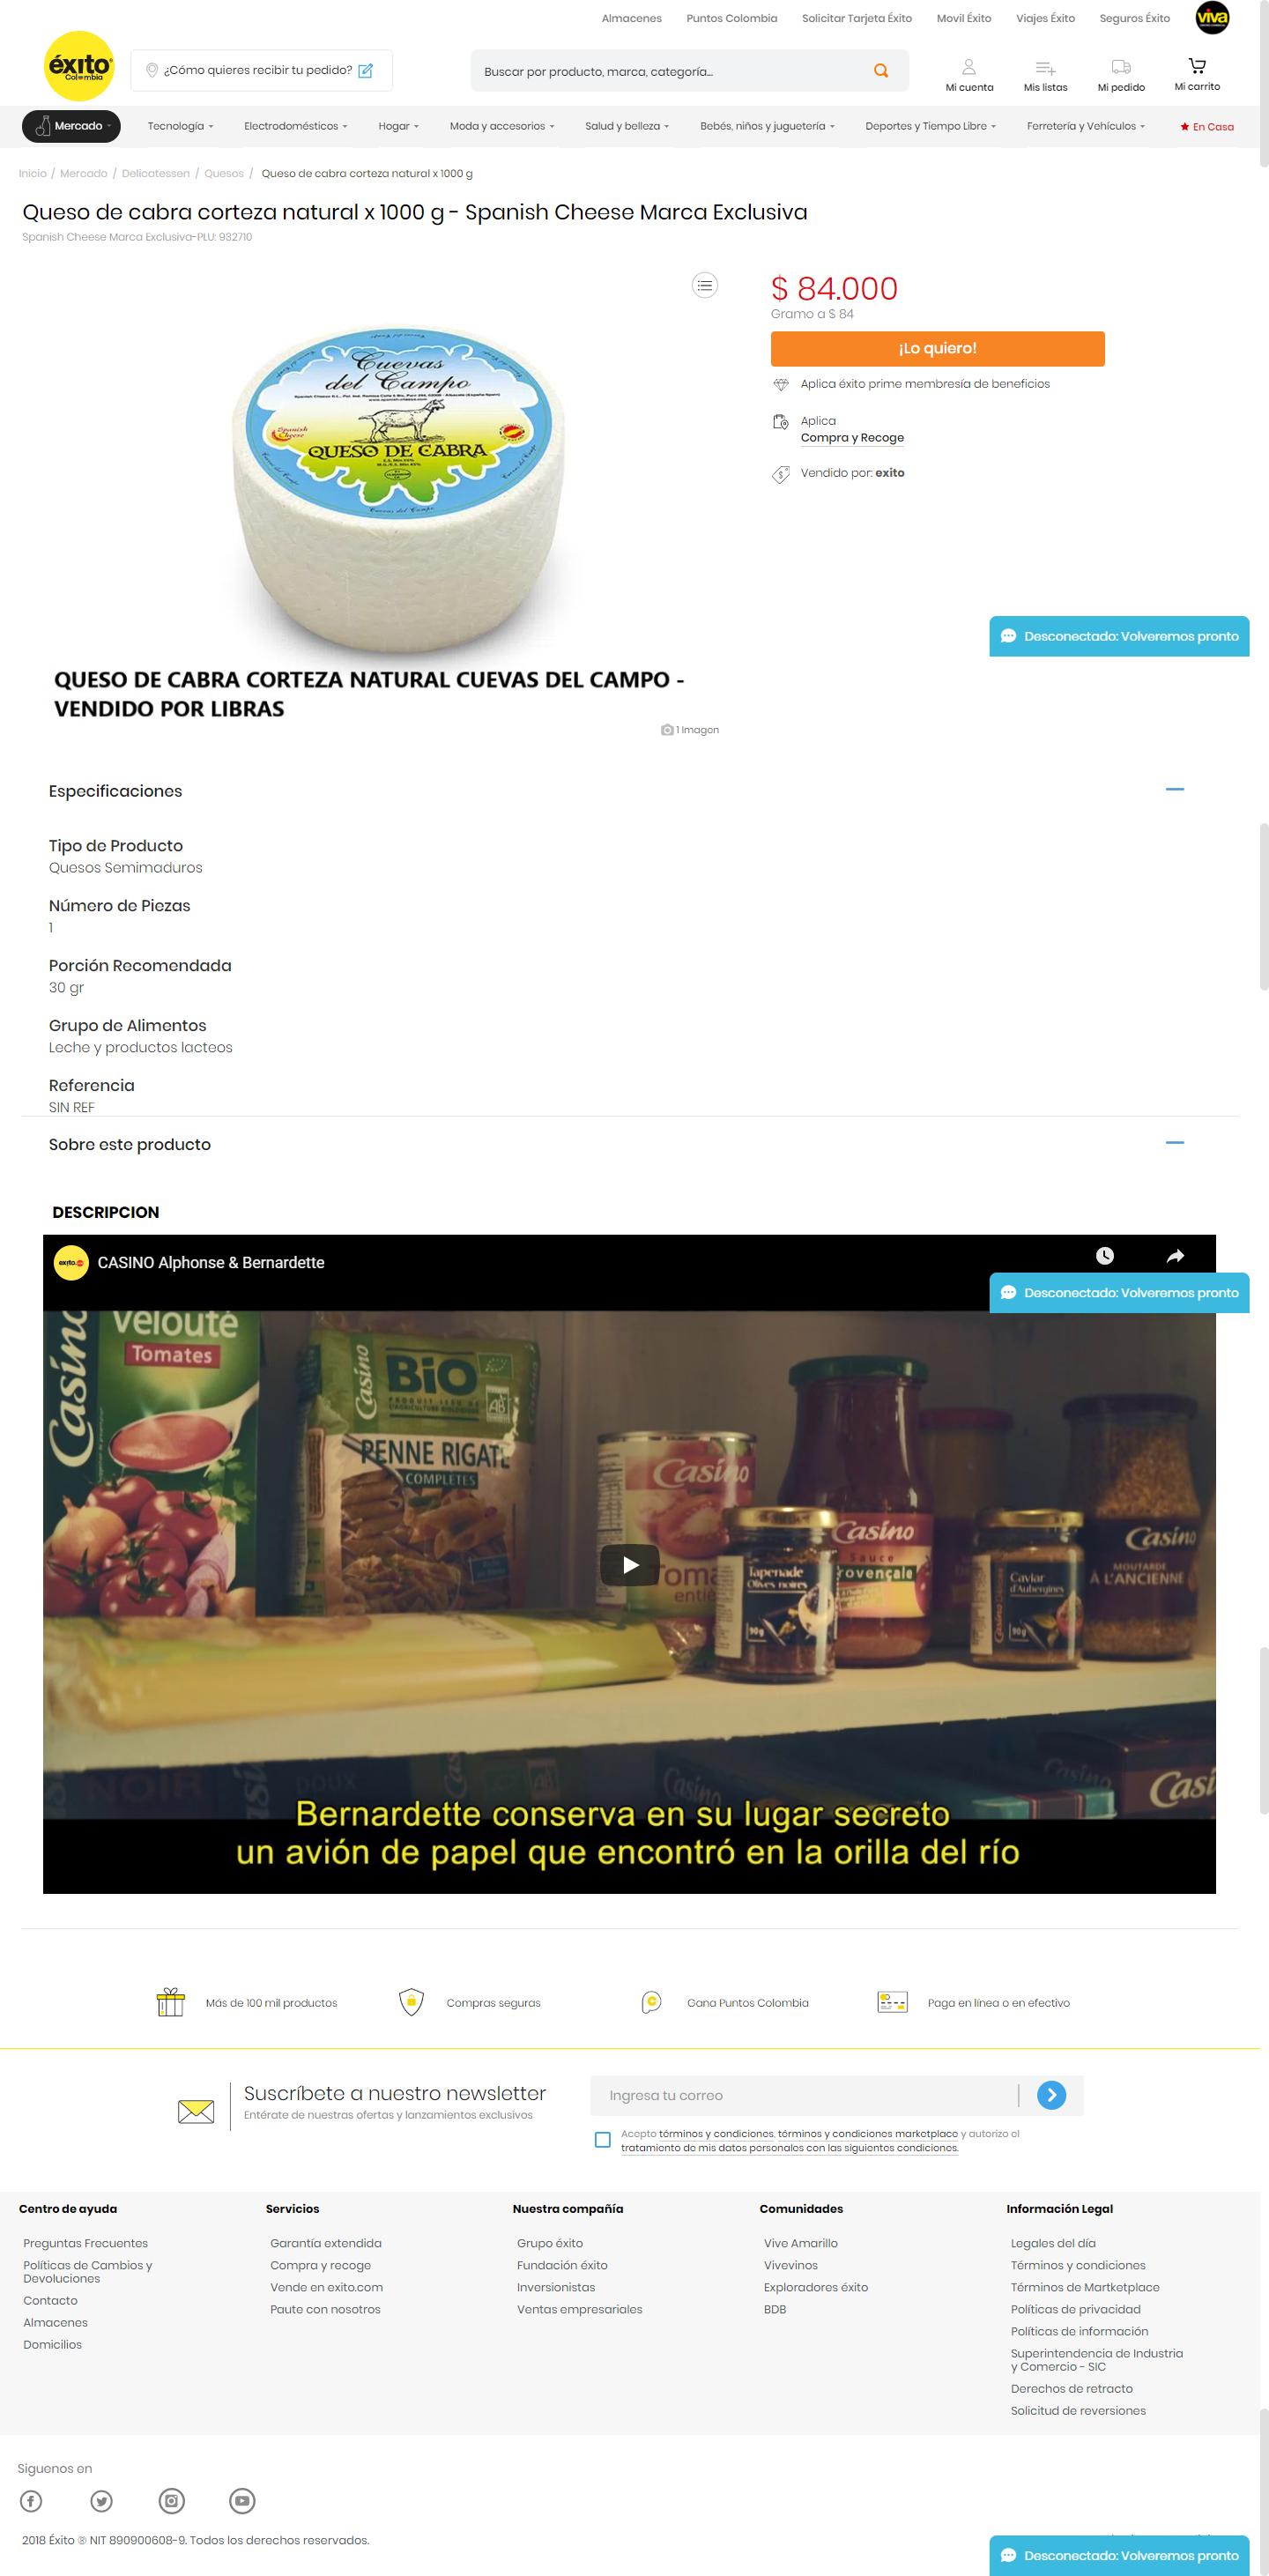 Almacenes Puntos Colombia Solicitar Tarjeta Éxito Movil Éxito Viajes Éxito Seguros Éxito viva
éxito
Colombia
¿Cómo quieres recibir tu pedido?
Buscar por producto, marca, categoría...
Mi cuenta Mis listas Mi pedido Mi carrito
Mercado Tecnología Electrodomésticos Hogar Moda y accesorios Salud y belleza Bebés, niños y juguetería Deportes y Tiempo Libre Ferretería y Vehículos En Casa
Inicio / Mercado / Delicatessen / Quesos / Queso de cabra corteza natural x 1000 g
Queso de cabra corteza natural x 1000 g - Spanish Cheese Marca Exclusiva
Spanish Cheese Marca Exclusiva-PLU: 932710
Cuevas
del Campo
Spanish
Cheese
QUESO DE CABRA
Cuevas del Campo
QUESO DE CABRA CORTEZA NATURAL CUEVAS DEL CAMPO -
VENDIDO POR LIBRAS
1 Imagen
$ 84.000
Gramo a $ 84
¡Lo quiero!
Aplica éxito prime membresía de beneficios
Aplica
Compra y Recoge
Vendido por: exito
Desconectado: Volveremos pronto
Especificaciones
Tipo de Producto
Quesos Semimaduros
Número de Piezas
1
Porción Recomendada
30 gr
Grupo de Alimentos
Leche y productos lacteos
Referencia
SIN REF
Sobre este producto
DESCRIPCION
exito.com
CASINO Alphonse & Bernardette
Desconectado: Volveremos pronto
Casino
Velouté
Tomates
Casino
BiO
AB
PENNE RIGATE
COMPLÈTES
Casino
Tapenade
Olives noires
90g
Casino
Sauce
Provençale
Caviar
d'Aubergines
90g
Casino
MOUTARDE
À L'ANCIENNE
NOIR
DOUX
AB
Casino
Casino
Casi
Bernardette conserva en su lugar secreto
un avión de papel que encontró en la orilla del río
Más de 100 mil productos Compras seguras Gana Puntos Colombia Paga en línea o en efectivo
Suscríbete a nuestro newsletter
Entérate de nuestras ofertas y lanzamientos exclusivos
Ingresa tu correo
Acepto términos y condiciones, términos y condiciones marketplace y autorizo el
tratamiento de mis datos personales con las siguientes condiciones.
Centro de ayuda
Preguntas Frecuentes
Políticas de Cambios y
Devoluciones
Contacto
Almacenes
Domicilios
Servicios
Garantía extendida
Compra y recoge
Vende en exito.com
Paute con nosotros
Nuestra compañía
Grupo éxito
Fundación éxito
Inversionistas
Ventas empresariales
Comunidades
Vive Amarillo
Vivevinos
Exploradores éxito
BDB
Información Legal
Legales del día
Términos y condiciones
Términos de Martketplace
Políticas de privacidad
Políticas de información
Superintendencia de Industria
y Comercio - SIC
Derechos de retracto
Solicitud de reversiones
Siguenos en
2018 Éxito ® NIT 890900608-9. Todos los derechos reservados.
Desconectado: Volveremos pronto